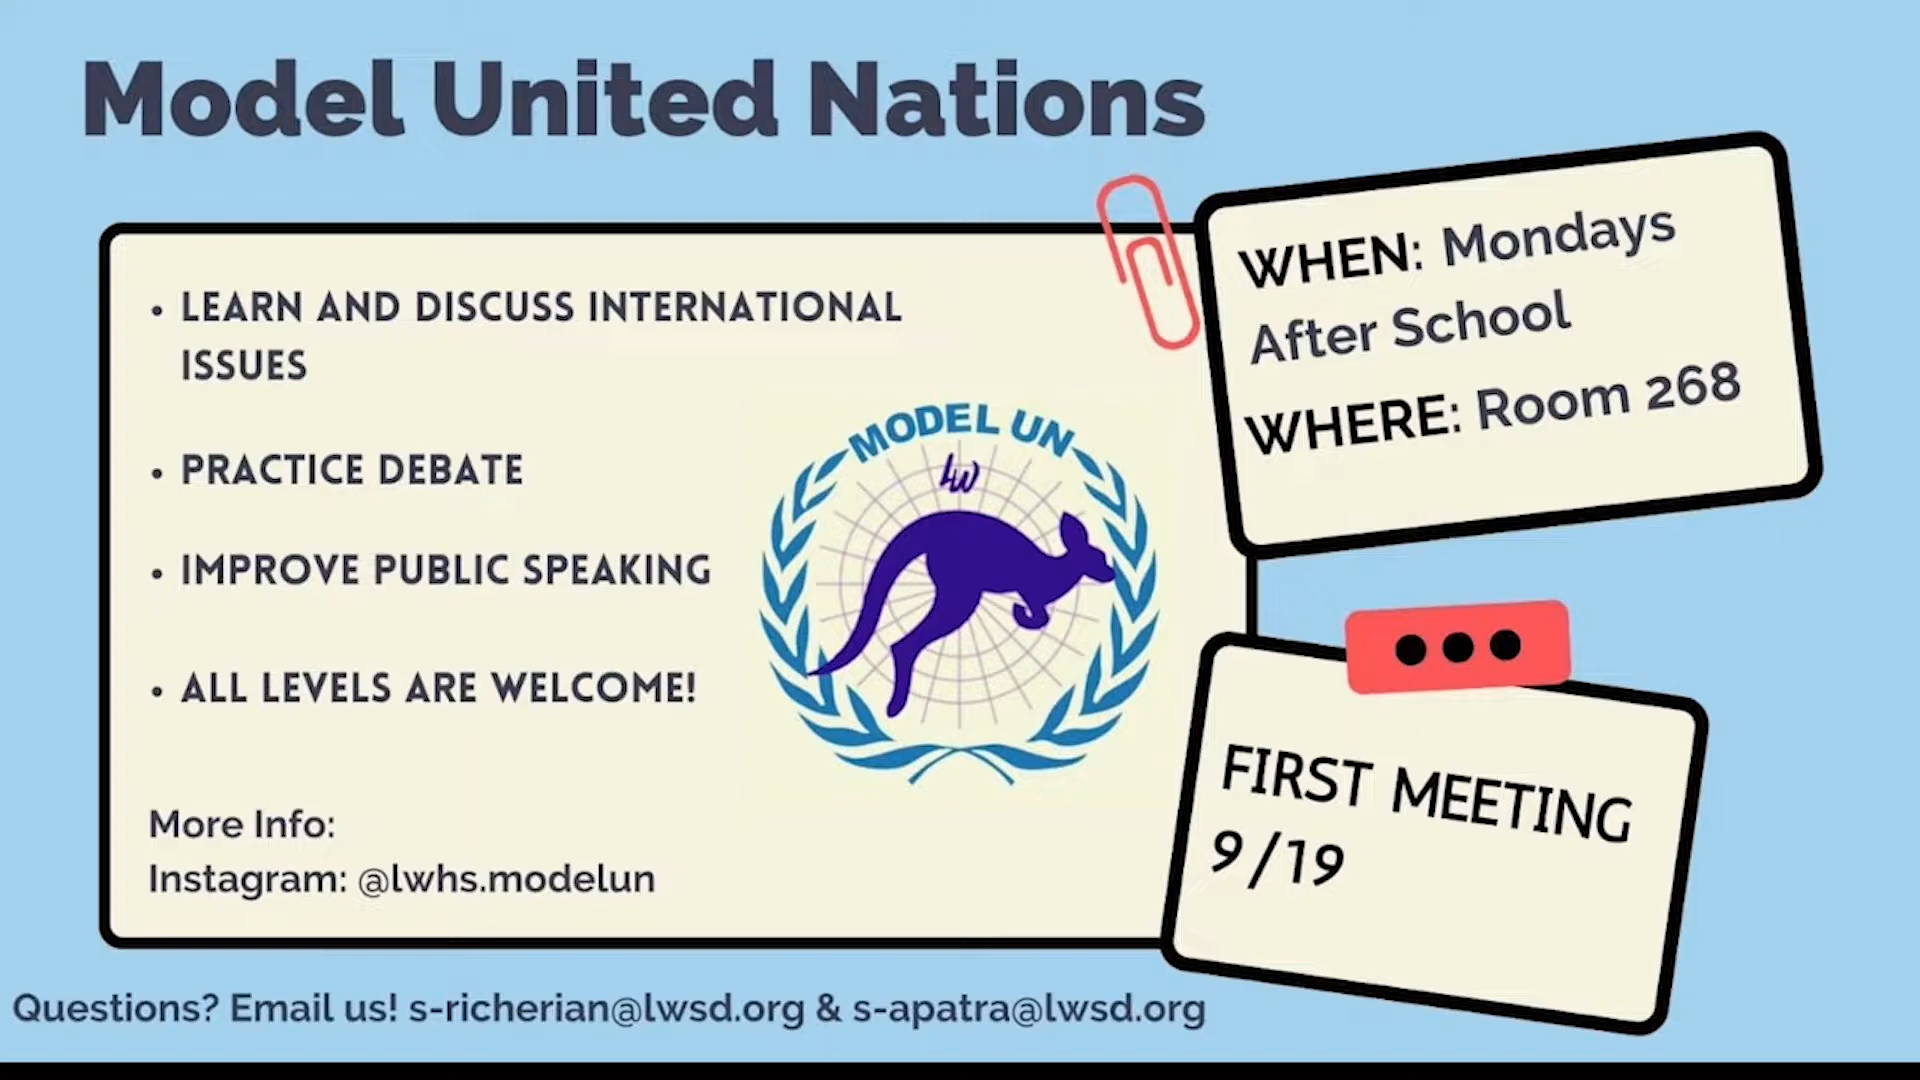 Model United Nations
• LEARN AND DISCUSS INTERNATIONAL
ISSUES
• PRACTICE DEBATE
• IMPROVE PUBLIC SPEAKING
• ALL LEVELS ARE WELCOME!
More Info:
Instagram: @lwhs.modelun
MODEL UN
LW
WHEN: Mondays
After School
WHERE: Room 268
FIRST MEETING
9/19
Questions? Email us! s-richerian@lwsd.org & s-apatra@lwsd.org